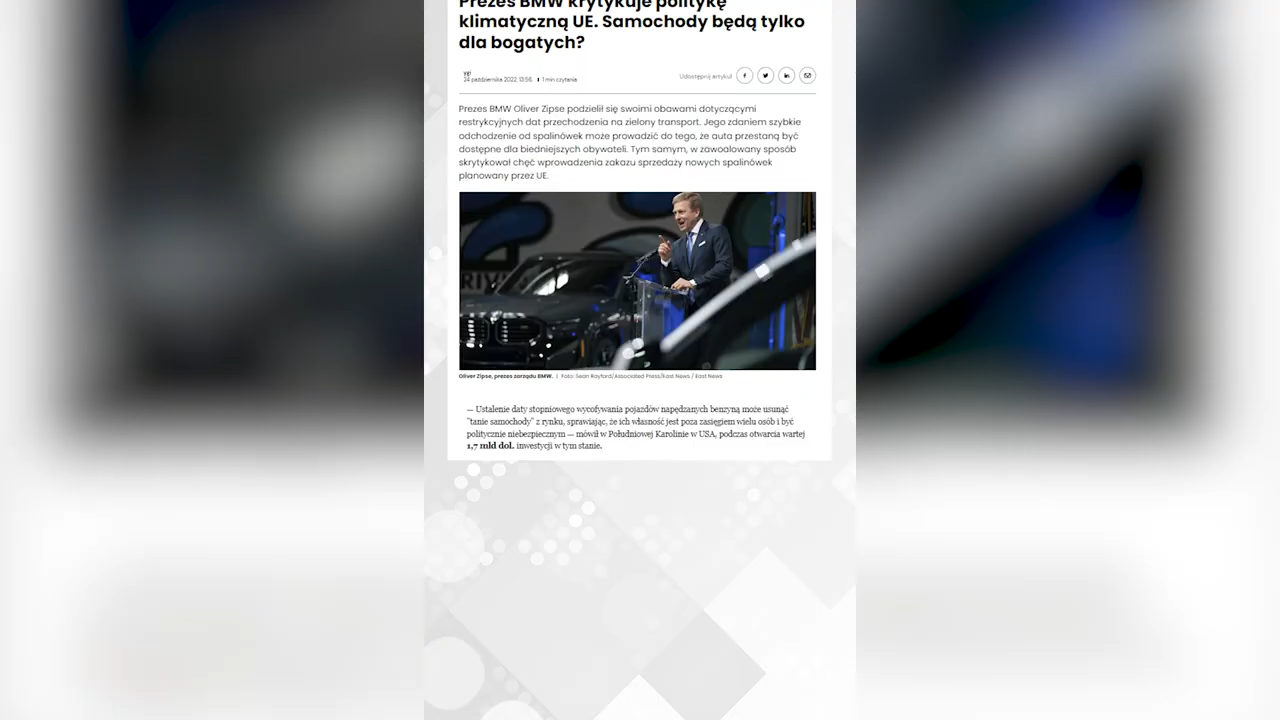 Prezes BMW krytykuje politykę
klimatyczną UE. Samochody będą tylko
dla bogatych?
24 października 2022, 13:56. 1 min czytania
Udostępnij artykuł
Prezes BMW Oliver Zipse podzielił się swoimi obawami dotyczącymi
restrykcyjnych dat przechodzenia na zielony transport. Jego zdaniem szybkie
odchodzenie od spalinówek może prowadzić do tego, że auta przestaną być
dostępne dla biedniejszych obywateli. Tym samym, w zawoalowany sposób
skrytykował chęć wprowadzenia zakazu sprzedaży nowych spalinówek
planowany przez UE.
Oliver Zipse, prezes zarządu BMW. | Foto: Sean Rayford/Associated Press/East News / East News
— Ustalenie daty stopniowego wycofywania pojazdów napędzanych benzyną może usunąć
"tanie samochody" z rynku, sprawiając, że ich własność jest poza zasięgiem wielu osób i być
politycznie niebezpiecznym — mówił w Południowej Karolinie w USA, podczas otwarcia wartej
1,7 mld dol. inwestycji w tym stanie.